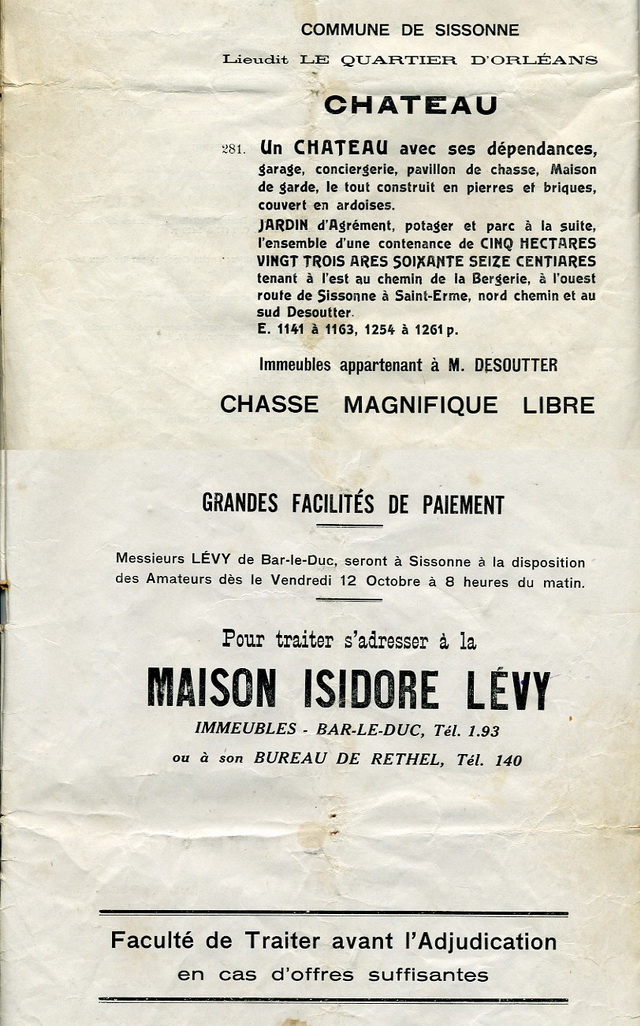 COMMUNE DE SISSONNE
Lieudit LE QUARTIER D'ORLÉANS
CHATEAU
281. Un CHATEAU avec ses dépendances,
garage, conciergerie, pavillon de chasse, Maison
de garde, le tout construit en pierres et briques,
couvert en ardoises.
JARDIN d'Agrément, potager et parc à la suite,
l'ensemble d'une contenance de CINQ HECTARES
VINGT TROIS ARES SOIXANTE SEIZE CENTIARES
tenant à l'est au chemin de la Bergerie, à l'ouest
route de Sissonne à Saint-Erme, nord chemin et au
sud Desoutter.
E. 1141 à 1163, 1254 à 1261 p.
Immeubles appartenant à M. DESOUTTER
CHASSE MAGNIFIQUE LIBRE
GRANDES FACILITÉS DE PAIEMENT
Messieurs LÉVY de Bar-le-Duc, seront à Sissonne à la disposition
des Amateurs dès le Vendredi 12 Octobre à 8 heures du matin.
Pour traiter s'adresser à la
MAISON ISIDORE LÉVY
IMMEUBLES - BAR-LE-DUC, Tél. 1.93
ou à son BUREAU DE RETHEL, Tél. 140
Faculté de Traiter avant l'Adjudication
en cas d'offres suffisantes